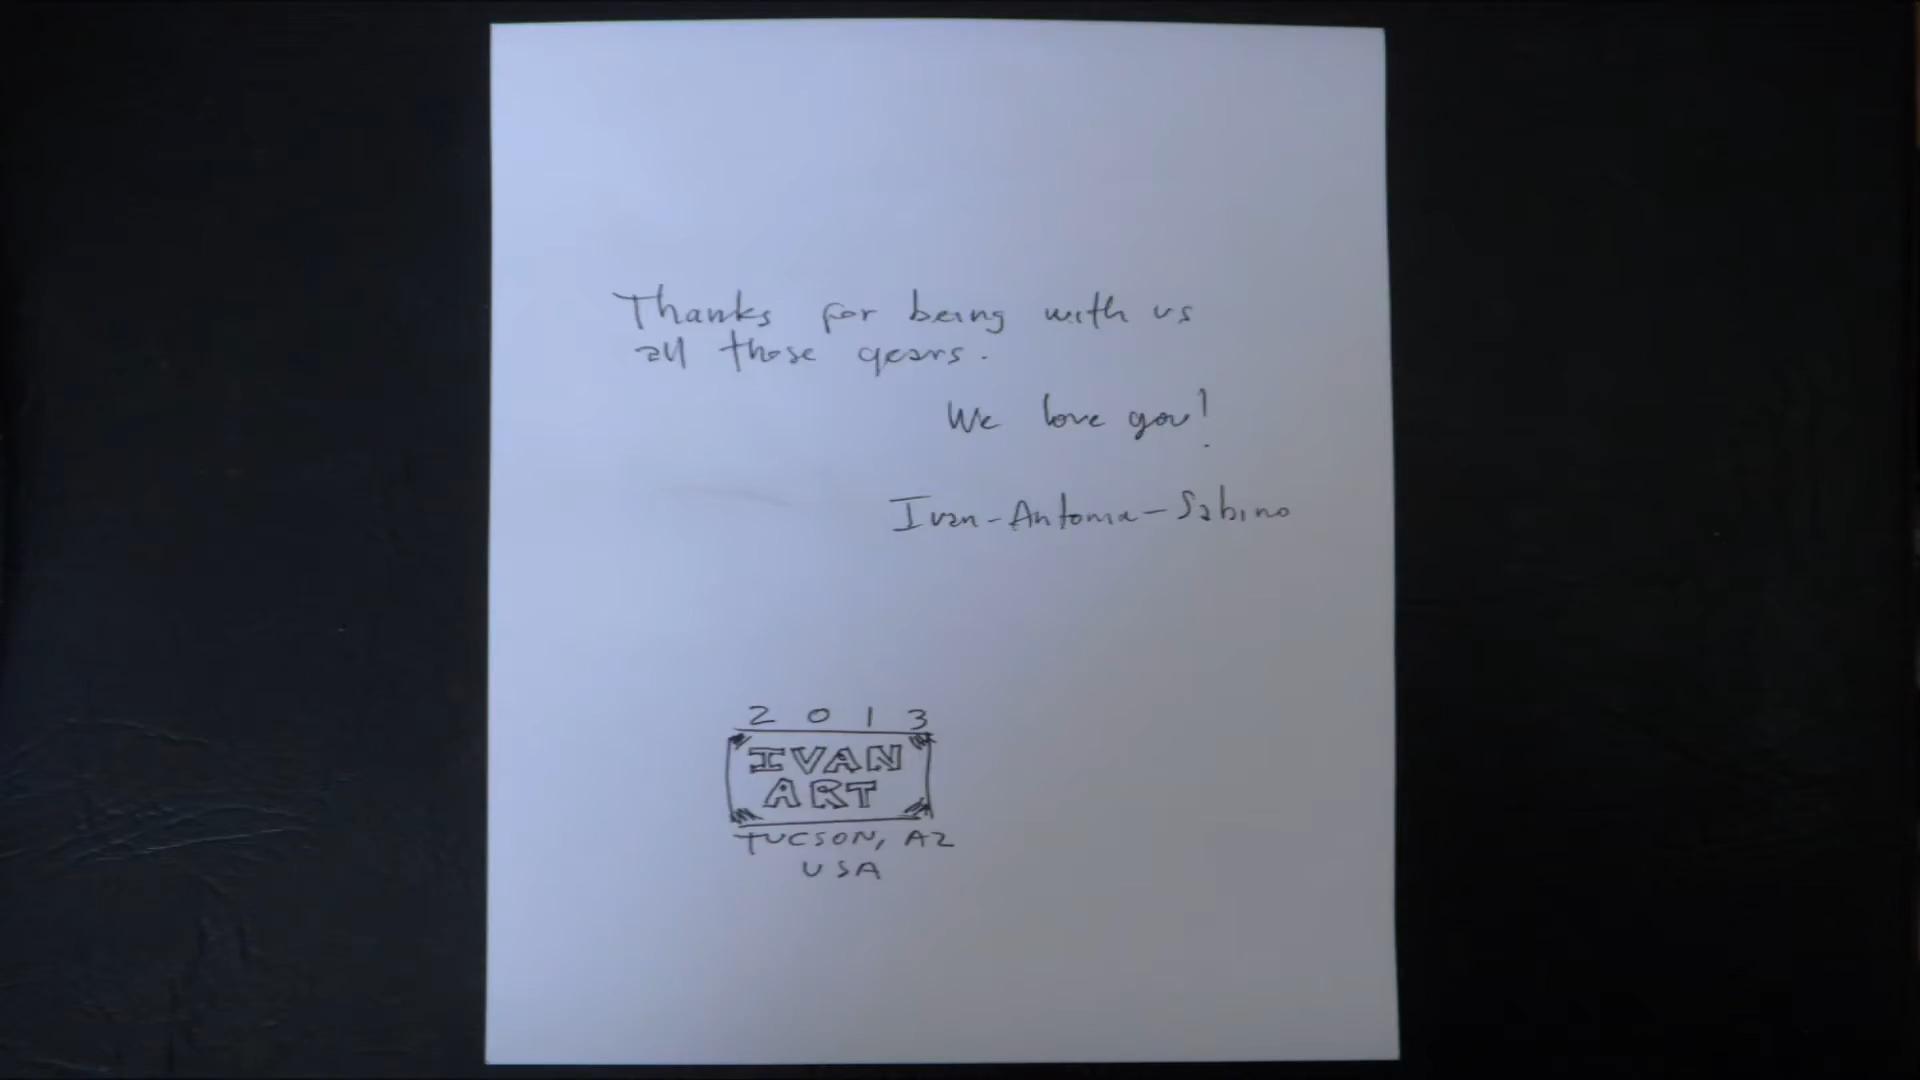 Thanks for being with us
all those years.
We love you!
Ivan-Antonia-Sabino
2013
IVAN
ART
TUCSON, AZ
USA